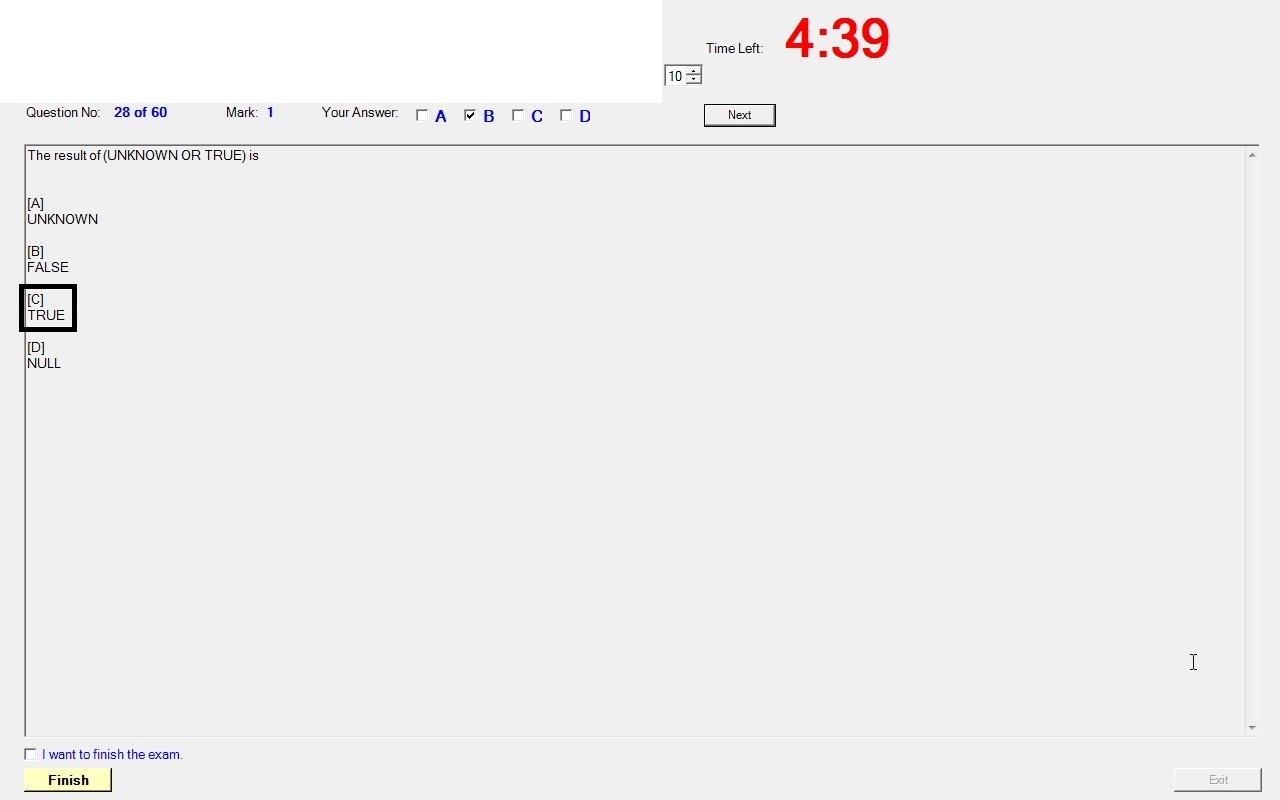 Time Left: 4:39
10
Question No: 28 of 60 Mark: 1 Your Answer: A B C D Next
The result of (UNKNOWN OR TRUE) is
[A]
UNKNOWN
[B]
FALSE
[C]
TRUE
[D]
NULL
I want to finish the exam.
Finish Exit